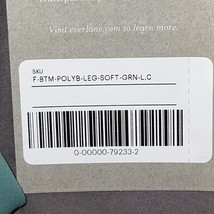 Visit everlane.com to learn more.
SKU
F-BTM-POLYB-LEG-SOFT-GRN-L.C
0-00000-79233-2